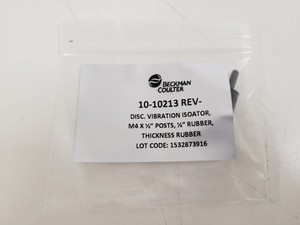 BECKMAN
COULTER
10-10213 REV-
DISC. VIBRATION ISOATOR,
M4 X ½" POSTS, ¼" RUBBER,
THICKNESS RUBBER
LOT CODE: 1532873916